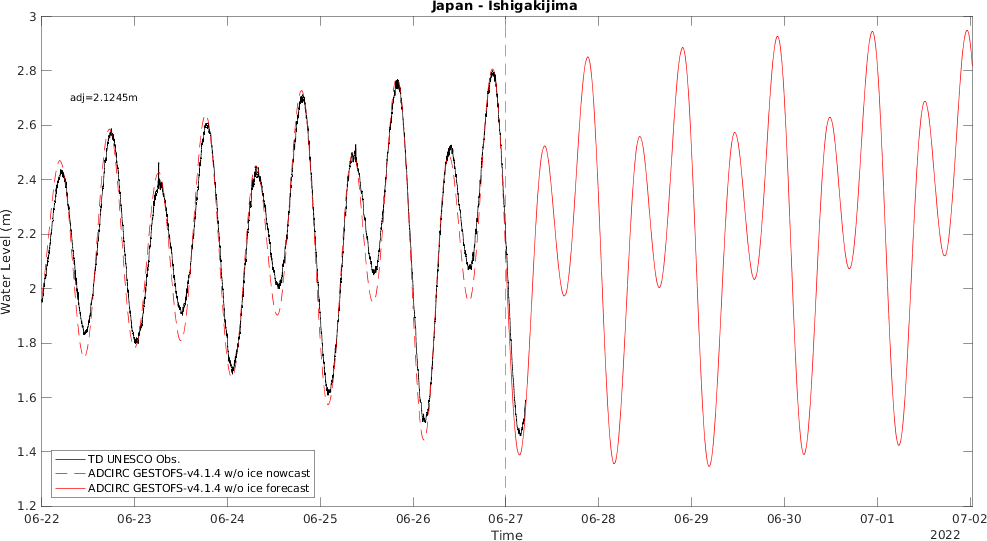 Japan - Ishigakijima
3
2.8
adj=2.1245m
2.6
2.4
2.2
Water Level (m)
2
1.8
1.6
1.4
1.2
TD UNESCO Obs.
ADCIRC GESTOFS-v4.1.4 w/o ice nowcast
ADCIRC GESTOFS-v4.1.4 w/o ice forecast
06-22 06-23 06-24 06-25 06-26 06-27 06-28 06-29 06-30 07-01 07-02
Time
2022